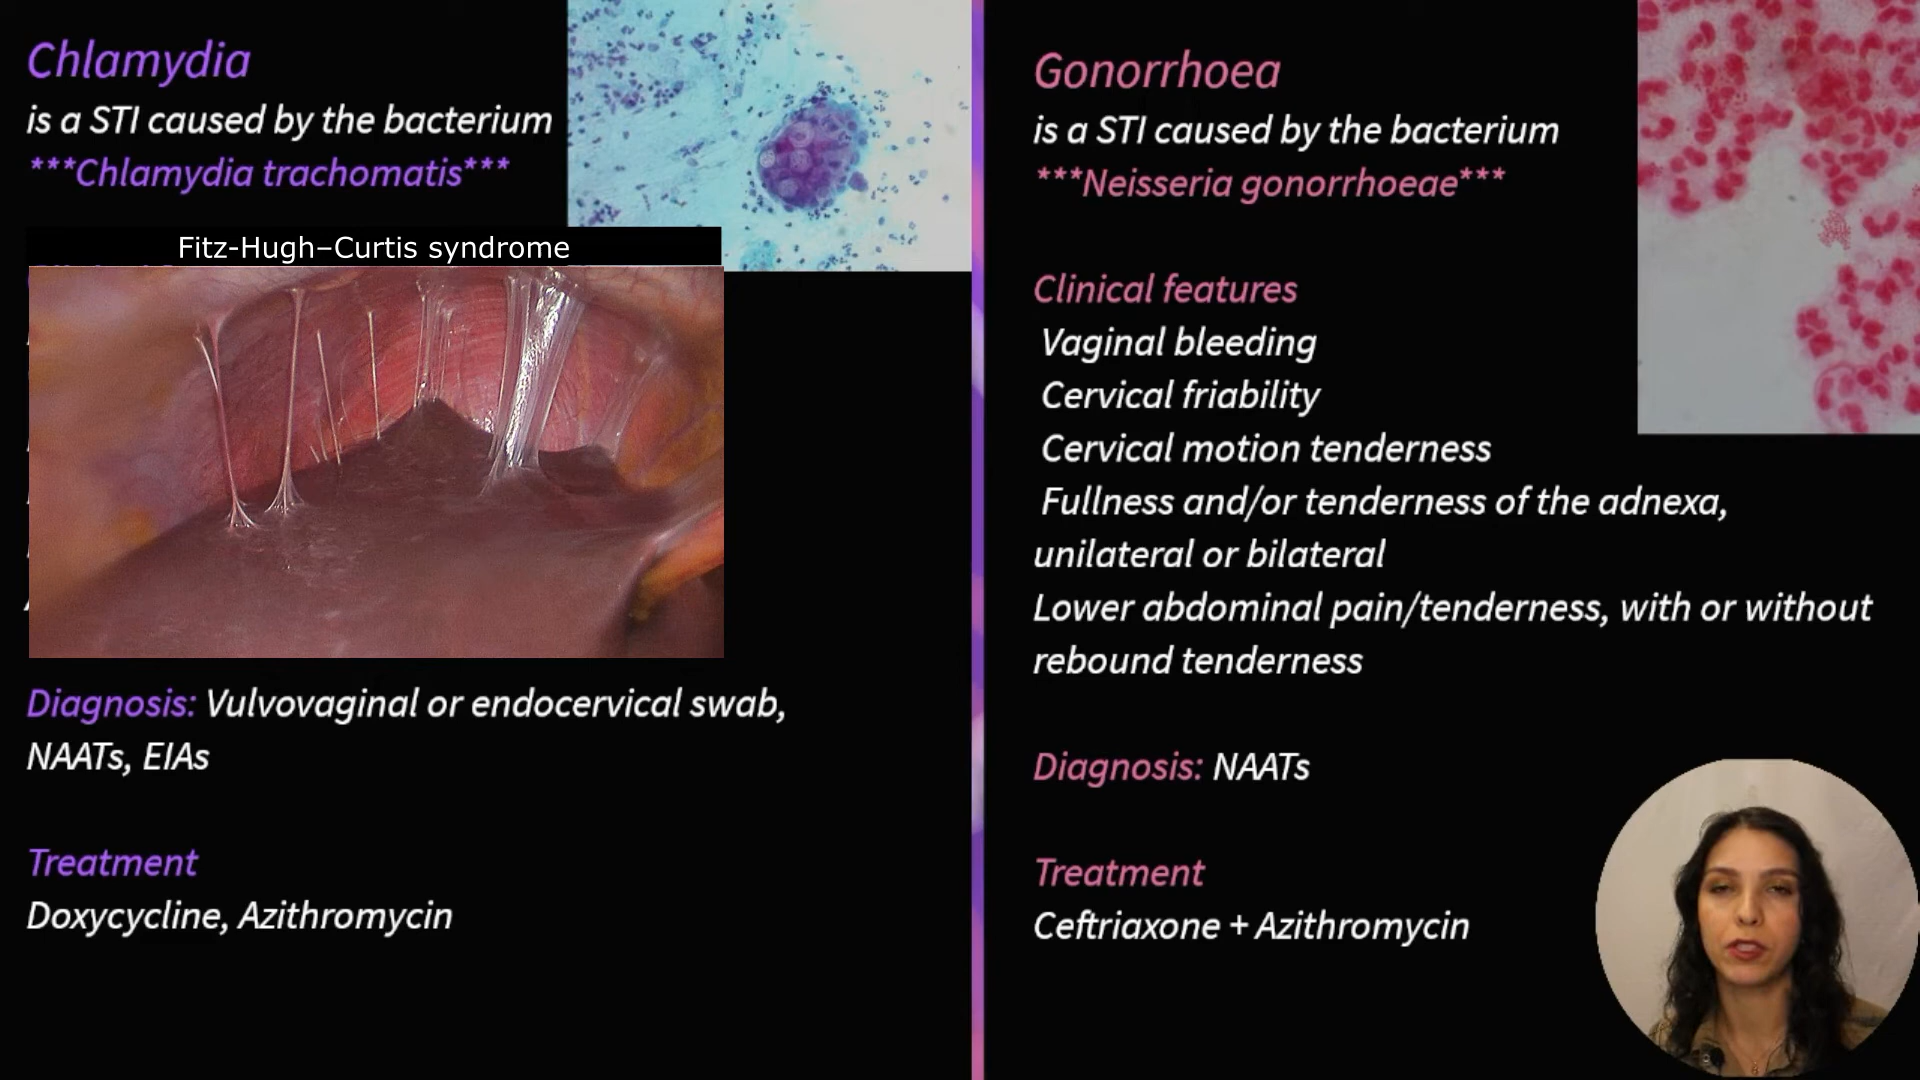 Chlamydia
is a STI caused by the bacterium
***Chlamydia trachomatis***
Fitz-Hugh–Curtis syndrome
Diagnosis: Vulvovaginal or endocervical swab,
NAATs, EIAs
Treatment
Doxycycline, Azithromycin
Gonorrhoea
is a STI caused by the bacterium
***Neisseria gonorrhoeae***
Clinical features
Vaginal bleeding
Cervical friability
Cervical motion tenderness
Fullness and/or tenderness of the adnexa,
unilateral or bilateral
Lower abdominal pain/tenderness, with or without
rebound tenderness
Diagnosis: NAATs
Treatment
Ceftriaxone + Azithromycin